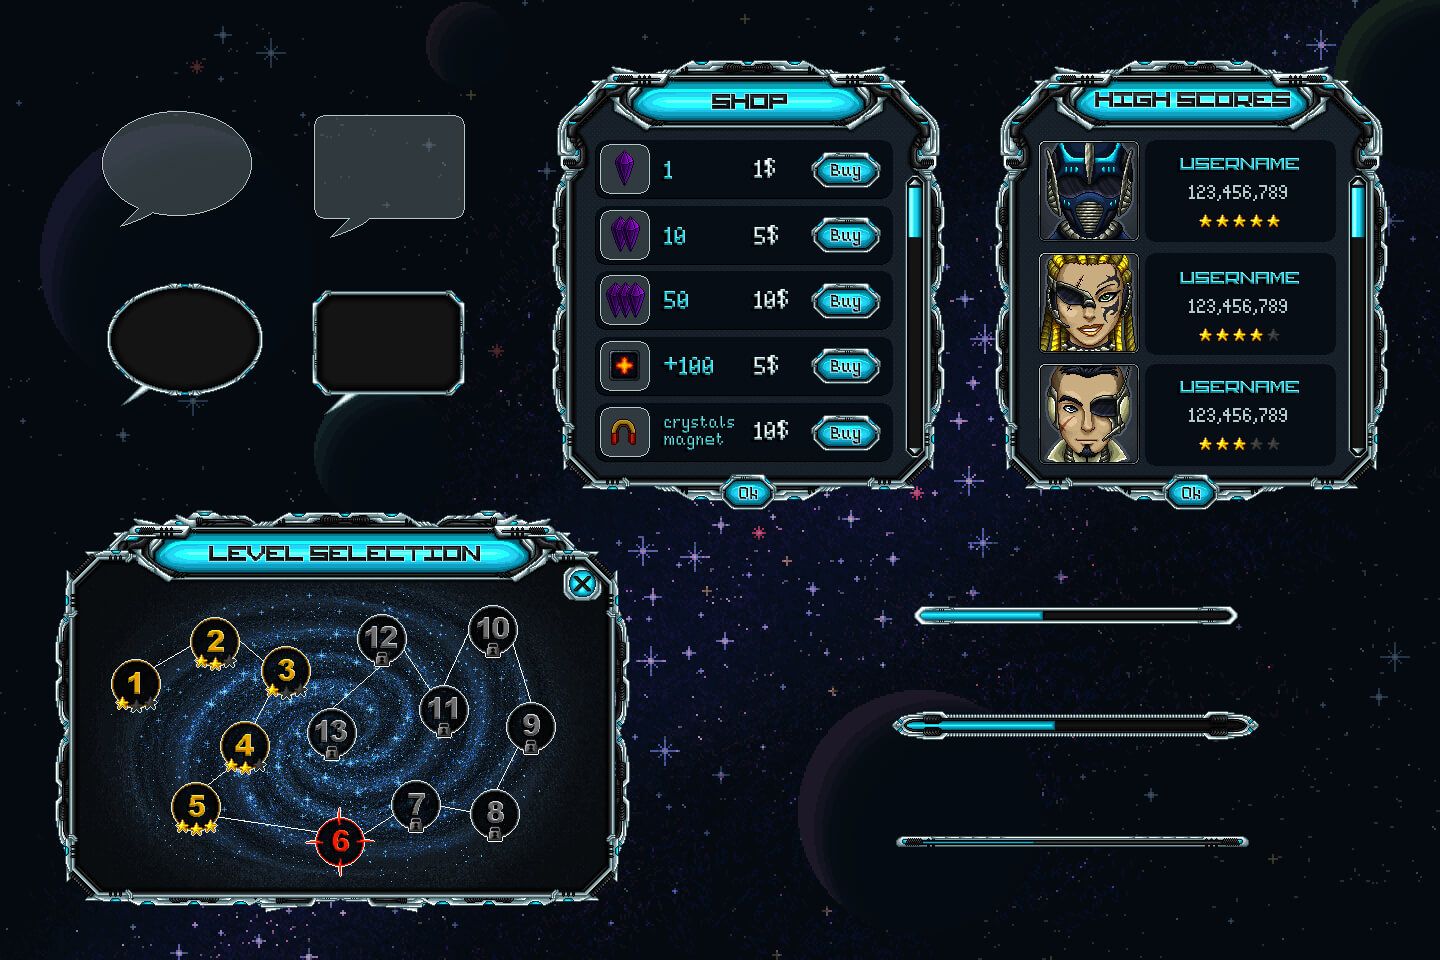 SHOP
1 1$ Buy
10 5$ Buy
50 10$ Buy
+100 5$ Buy
crystals
magnet 10$ Buy
Ok
HIGH SCORES
USERNAME
123,456,789
USERNAME
123,456,789
USERNAME
123,456,789
Ok
LEVEL SELECTION
1
2
3
4
5
6
7
8
9
10
11
12
13